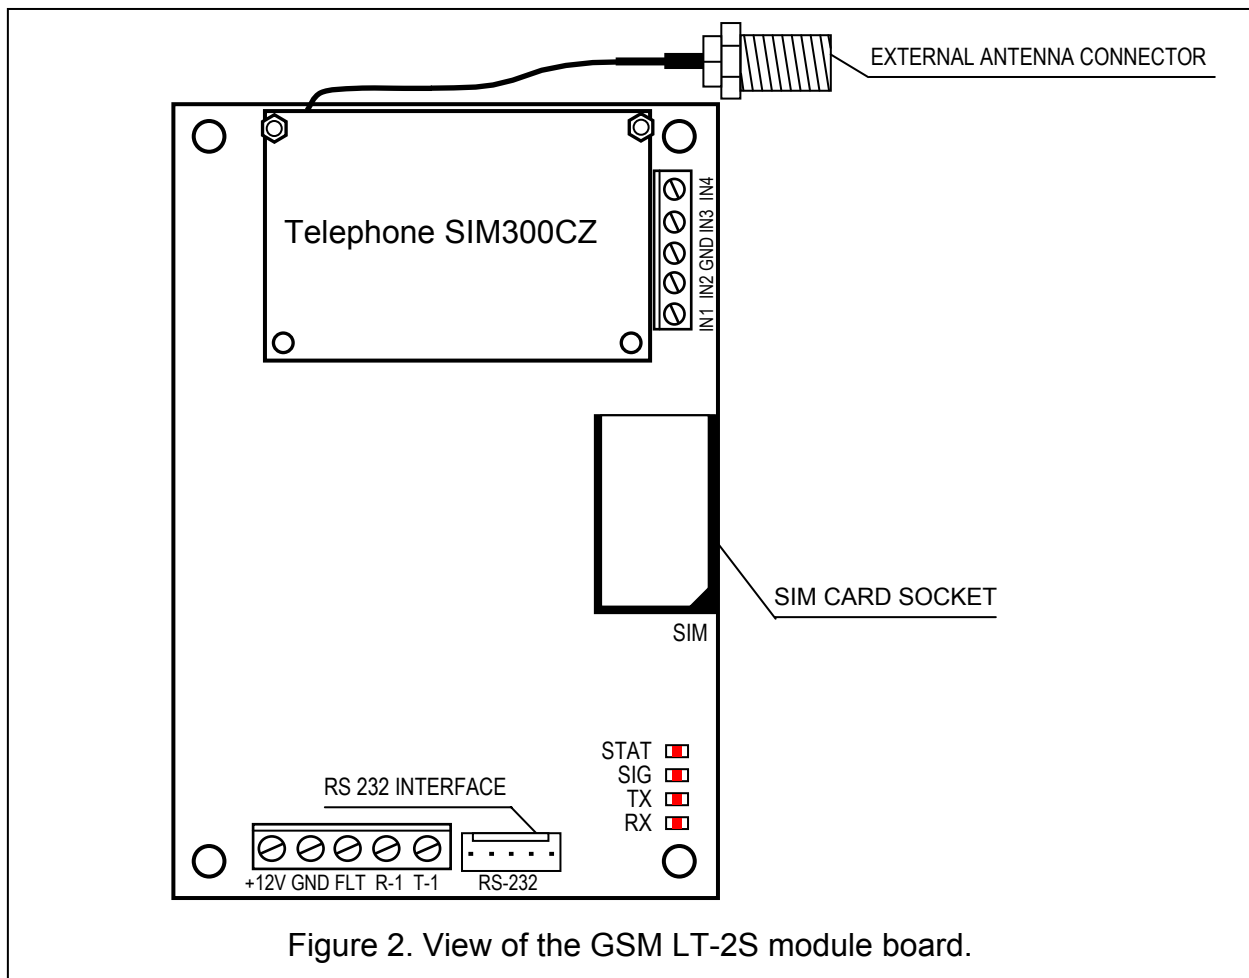 EXTERNAL ANTENNA CONNECTOR
Telephone SIM300CZ
IN1 IN2 GND IN3 IN4
SIM CARD SOCKET
SIM
STAT
SIG
TX
RX
RS 232 INTERFACE
+12V GND FLT R-1 T-1
RS-232
Figure 2. View of the GSM LT-2S module board.